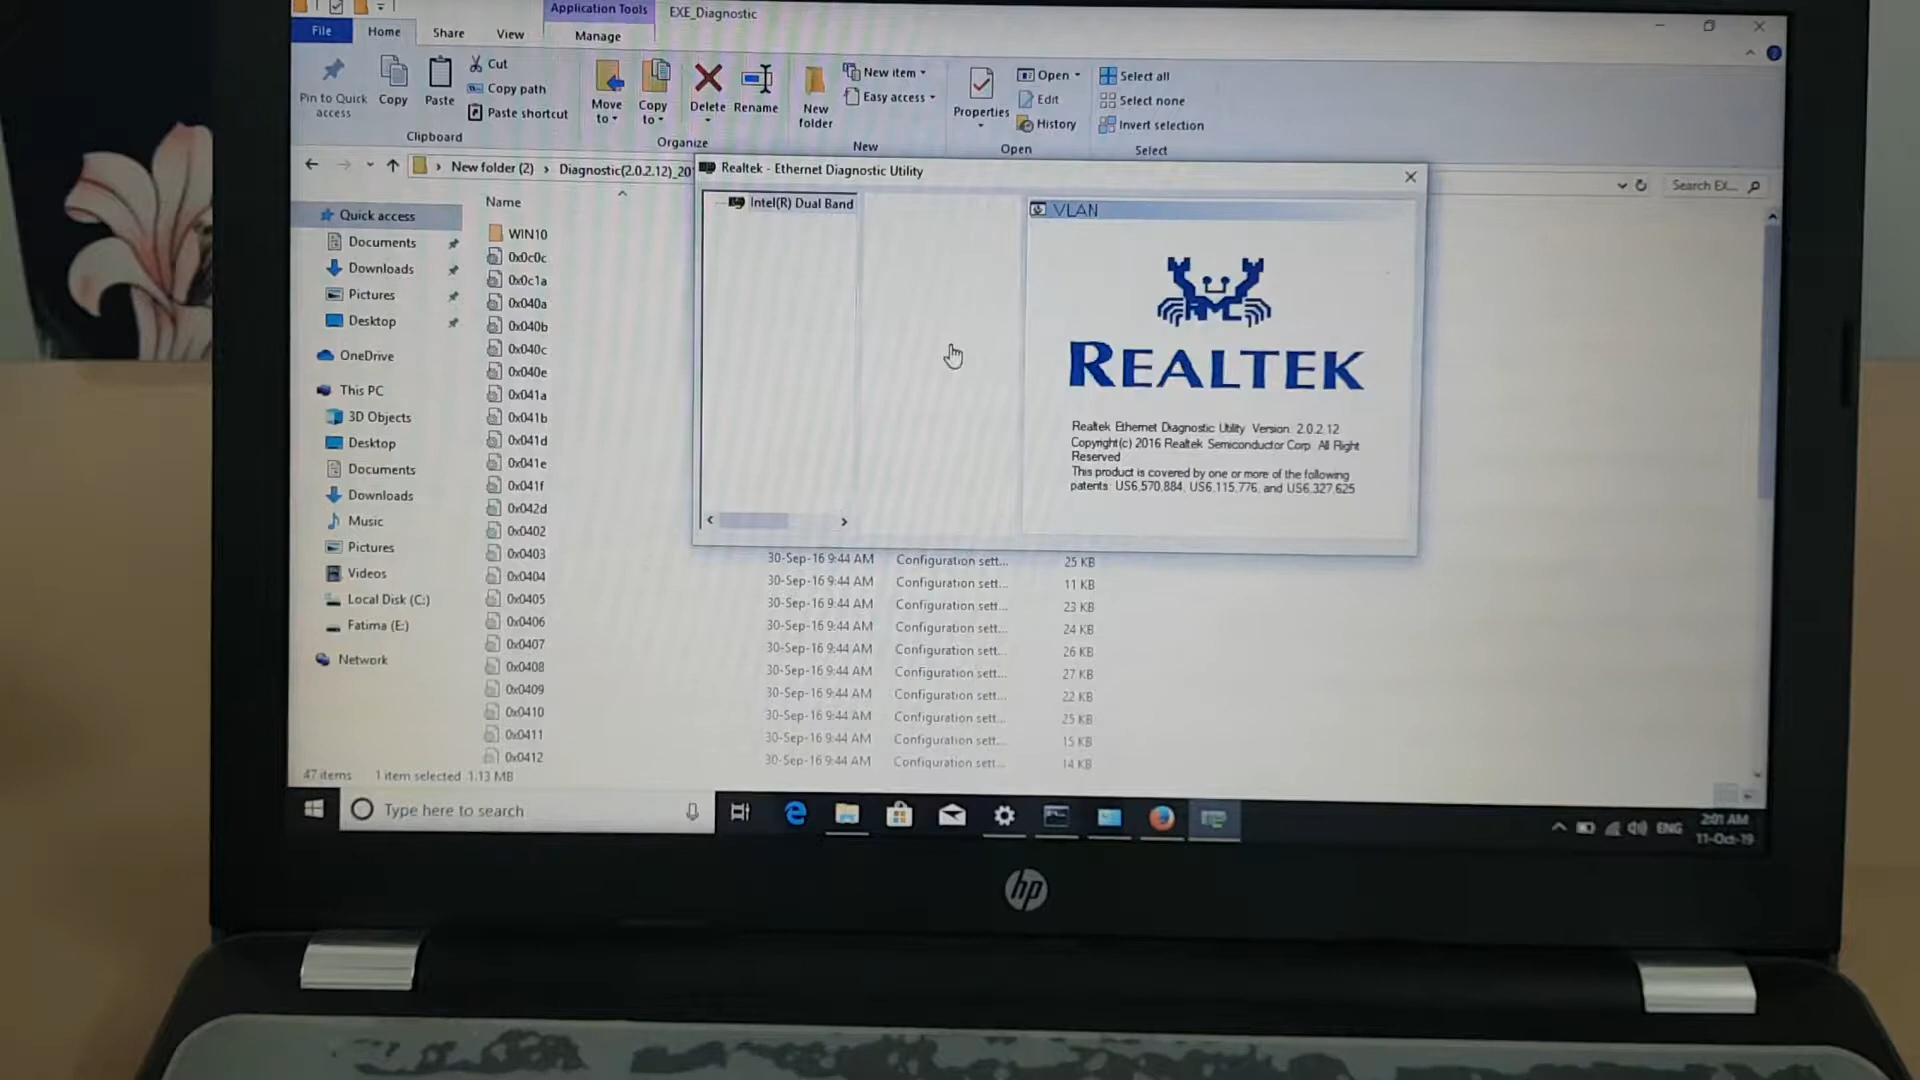 Application Tools
EXE_Diagnostic
File
Home
Share
View
Manage
Pin to Quick access
Copy
Paste
Cut
Copy path
Paste shortcut
Clipboard
Move to
Copy to
Delete
Rename
Organize
New folder
New item
Easy access
New
Properties
Open
Edit
History
Open
Select all
Select none
Invert selection
Select
New folder (2) › Diagnostic(2.0.2.12)_20
Search EX...
Realtek - Ethernet Diagnostic Utility
Intel(R) Dual Band
VLAN
REALTEK
Realtek Ethernet Diagnostic Utility Version 2.0.2.12
Copyright(c) 2016 Realtek Semiconductor Corp. All Right
Reserved
This product is covered by one or more of the following
patents: US6,570,884, US6,115,776, and US6,327,625
Quick access
Documents
Downloads
Pictures
Desktop
OneDrive
This PC
3D Objects
Desktop
Documents
Downloads
Music
Pictures
Videos
Local Disk (C:)
Fatima (E:)
Network
Name
WIN10
0x0c0c
0x0c1a
0x040a
0x040b
0x040c
0x040e
0x041a
0x041b
0x041d
0x041e
0x041f
0x042d
0x0402
0x0403 30-Sep-16 9:44 AM Configuration sett... 25 KB
0x0404 30-Sep-16 9:44 AM Configuration sett... 11 KB
0x0405 30-Sep-16 9:44 AM Configuration sett... 23 KB
0x0406 30-Sep-16 9:44 AM Configuration sett... 24 KB
0x0407 30-Sep-16 9:44 AM Configuration sett... 26 KB
0x0408 30-Sep-16 9:44 AM Configuration sett... 27 KB
0x0409 30-Sep-16 9:44 AM Configuration sett... 22 KB
0x0410 30-Sep-16 9:44 AM Configuration sett... 25 KB
0x0411 30-Sep-16 9:44 AM Configuration sett... 15 KB
0x0412 30-Sep-16 9:44 AM Configuration sett... 14 KB
47 items 1 item selected 1.13 MB
Type here to search
ENG
2:01 AM
11-Oct-19
hp